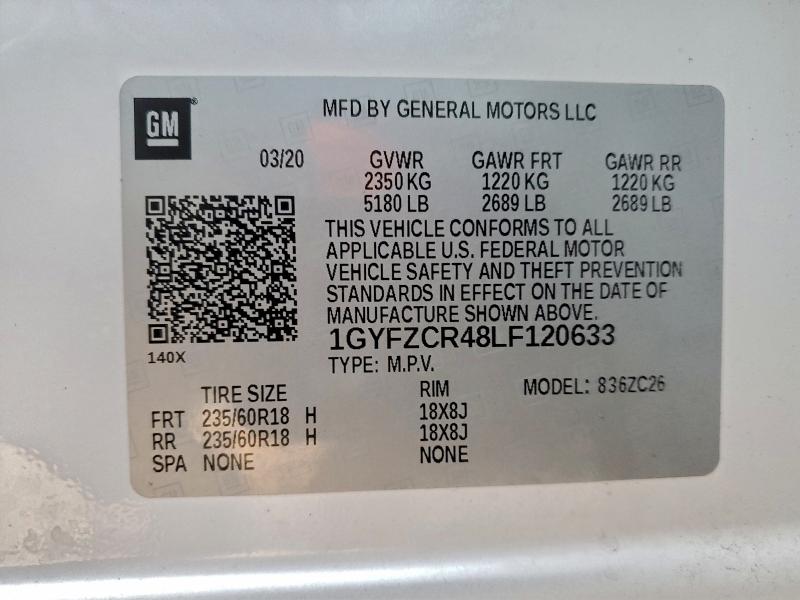 GM®
MFD BY GENERAL MOTORS LLC
03/20 GVWR GAWR FRT GAWR RR
2350 KG 1220 KG 1220 KG
5180 LB 2689 LB 2689 LB
THIS VEHICLE CONFORMS TO ALL
APPLICABLE U.S. FEDERAL MOTOR
VEHICLE SAFETY AND THEFT PREVENTION
STANDARDS IN EFFECT ON THE DATE OF
MANUFACTURE SHOWN ABOVE.
1GYFZCR48LF120633
140X
TYPE: M.P.V.
TIRE SIZE RIM MODEL: 836ZC26
FRT 235/60R18 H 18X8J
RR 235/60R18 H 18X8J
SPA NONE NONE